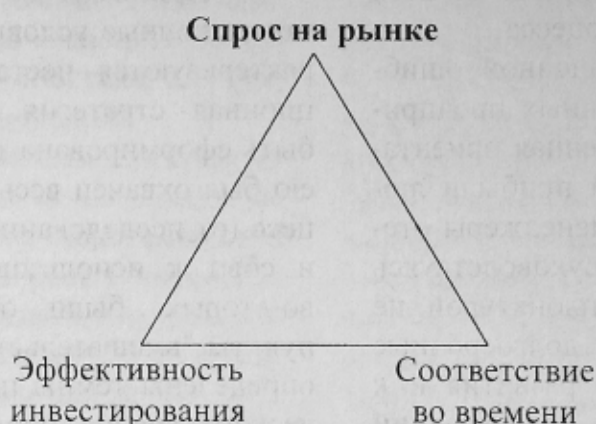 Спрос на рынке
Эффективность
инвестирования
Соответствие
во времени